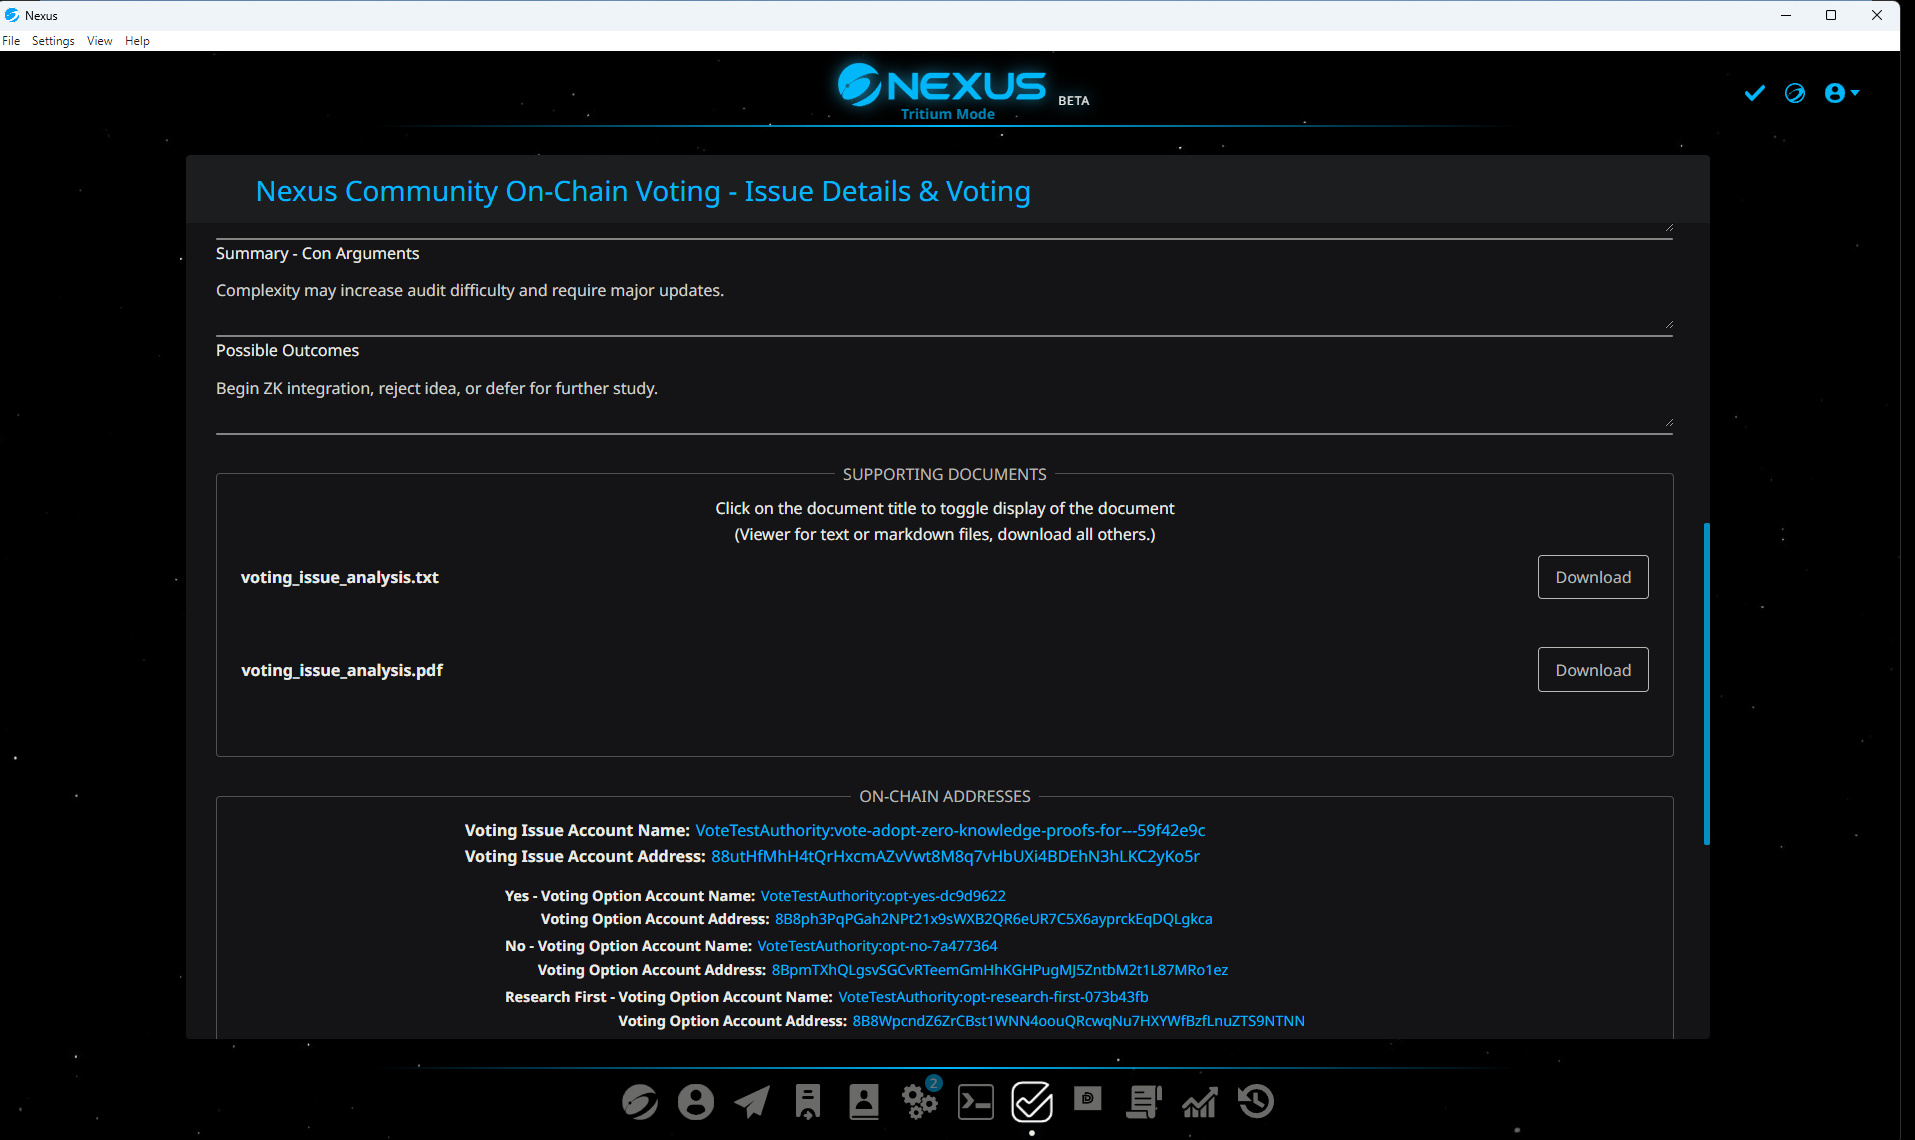 Nexus
File Settings View Help
NEXUS BETA
Tritium Mode
Nexus Community On-Chain Voting - Issue Details & Voting
Summary - Con Arguments
Complexity may increase audit difficulty and require major updates.
Possible Outcomes
Begin ZK integration, reject idea, or defer for further study.
SUPPORTING DOCUMENTS
Click on the document title to toggle display of the document
(Viewer for text or markdown files, download all others.)
voting_issue_analysis.txt Download
voting_issue_analysis.pdf Download
ON-CHAIN ADDRESSES
Voting Issue Account Name: VoteTestAuthority:vote-adopt-zero-knowledge-proofs-for---59f42e9c
Voting Issue Account Address: 88utHfMhH4tQrHxcmAZvVwt8M8q7vHbUXi4BDEhN3hLKC2yKo5r
Yes - Voting Option Account Name: VoteTestAuthority:opt-yes-dc9d9622
Voting Option Account Address: 8B8ph3PqPGah2NPt21x9sWXB2QR6eUR7C5X6ayprckEqDQLgkca
No - Voting Option Account Name: VoteTestAuthority:opt-no-7a477364
Voting Option Account Address: 8BpmTXhQLgsvSGCvRTeemGmHhKGHPugMJ5ZntbM2t1L87MRo1ez
Research First - Voting Option Account Name: VoteTestAuthority:opt-research-first-073b43fb
Voting Option Account Address: 8B8WpcndZ6ZrCBst1WNN4oouQRcwqNu7HXYWfBzfLnuZTS9NTNN
2